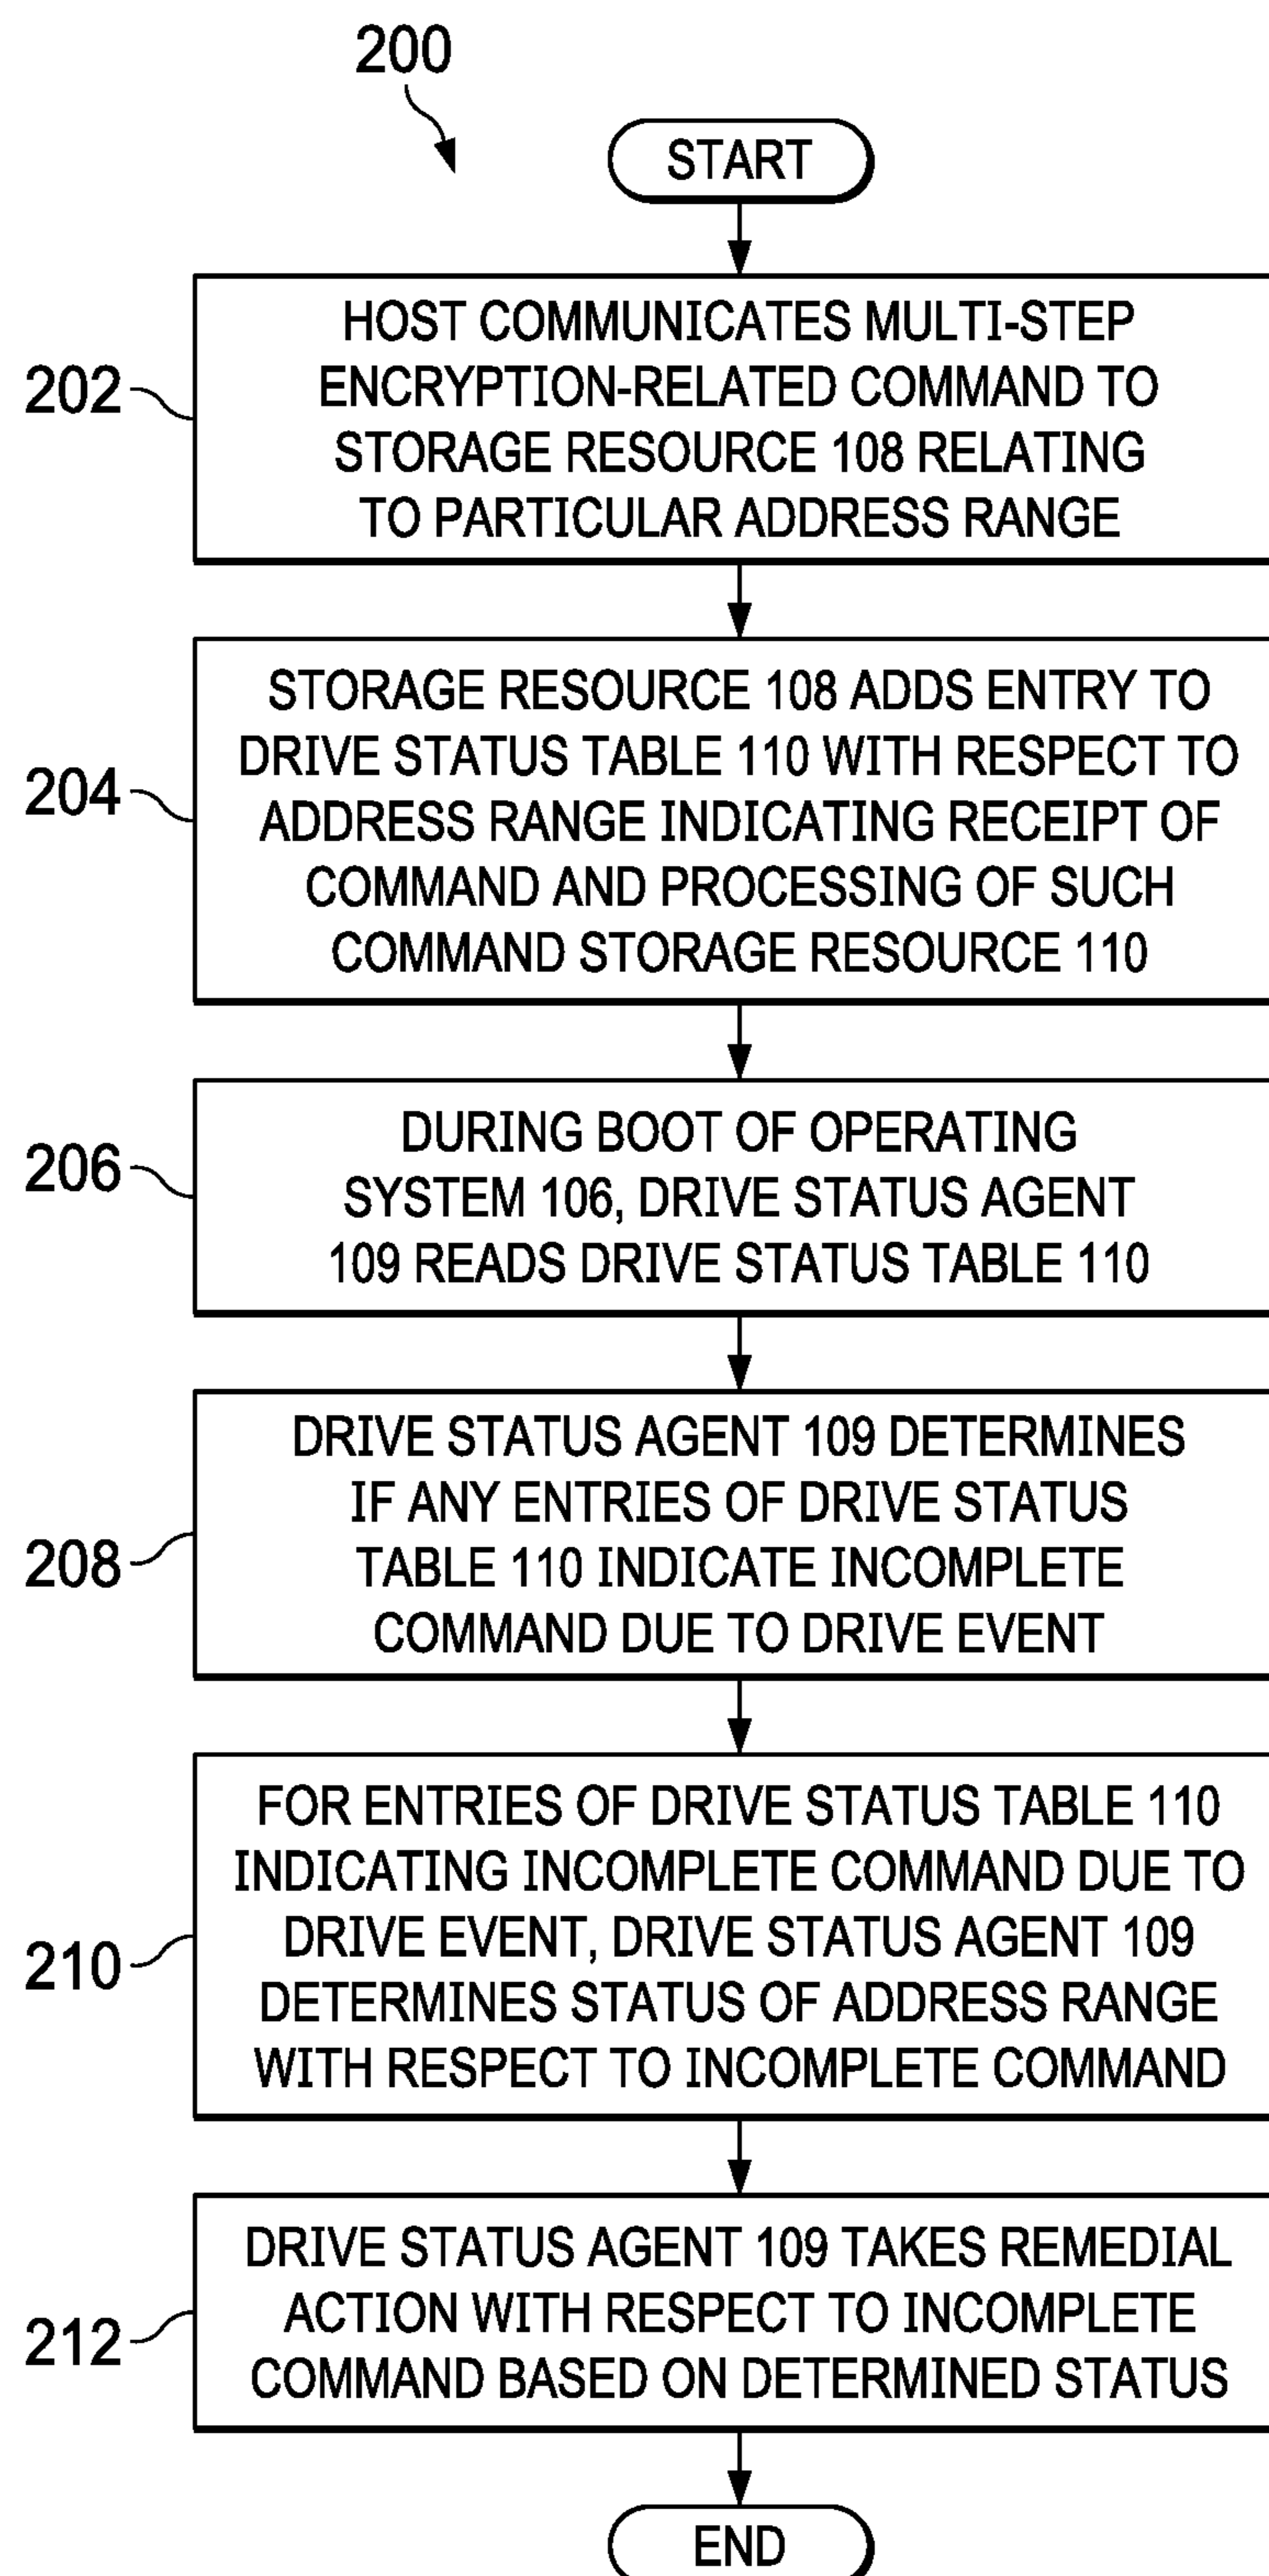 200
START
202
HOST COMMUNICATES MULTI-STEP
ENCRYPTION-RELATED COMMAND TO
STORAGE RESOURCE 108 RELATING
TO PARTICULAR ADDRESS RANGE
204
STORAGE RESOURCE 108 ADDS ENTRY TO
DRIVE STATUS TABLE 110 WITH RESPECT TO
ADDRESS RANGE INDICATING RECEIPT OF
COMMAND AND PROCESSING OF SUCH
COMMAND STORAGE RESOURCE 110
206
DURING BOOT OF OPERATING
SYSTEM 106, DRIVE STATUS AGENT
109 READS DRIVE STATUS TABLE 110
208
DRIVE STATUS AGENT 109 DETERMINES
IF ANY ENTRIES OF DRIVE STATUS
TABLE 110 INDICATE INCOMPLETE
COMMAND DUE TO DRIVE EVENT
210
FOR ENTRIES OF DRIVE STATUS TABLE 110
INDICATING INCOMPLETE COMMAND DUE TO
DRIVE EVENT, DRIVE STATUS AGENT 109
DETERMINES STATUS OF ADDRESS RANGE
WITH RESPECT TO INCOMPLETE COMMAND
212
DRIVE STATUS AGENT 109 TAKES REMEDIAL
ACTION WITH RESPECT TO INCOMPLETE
COMMAND BASED ON DETERMINED STATUS
END